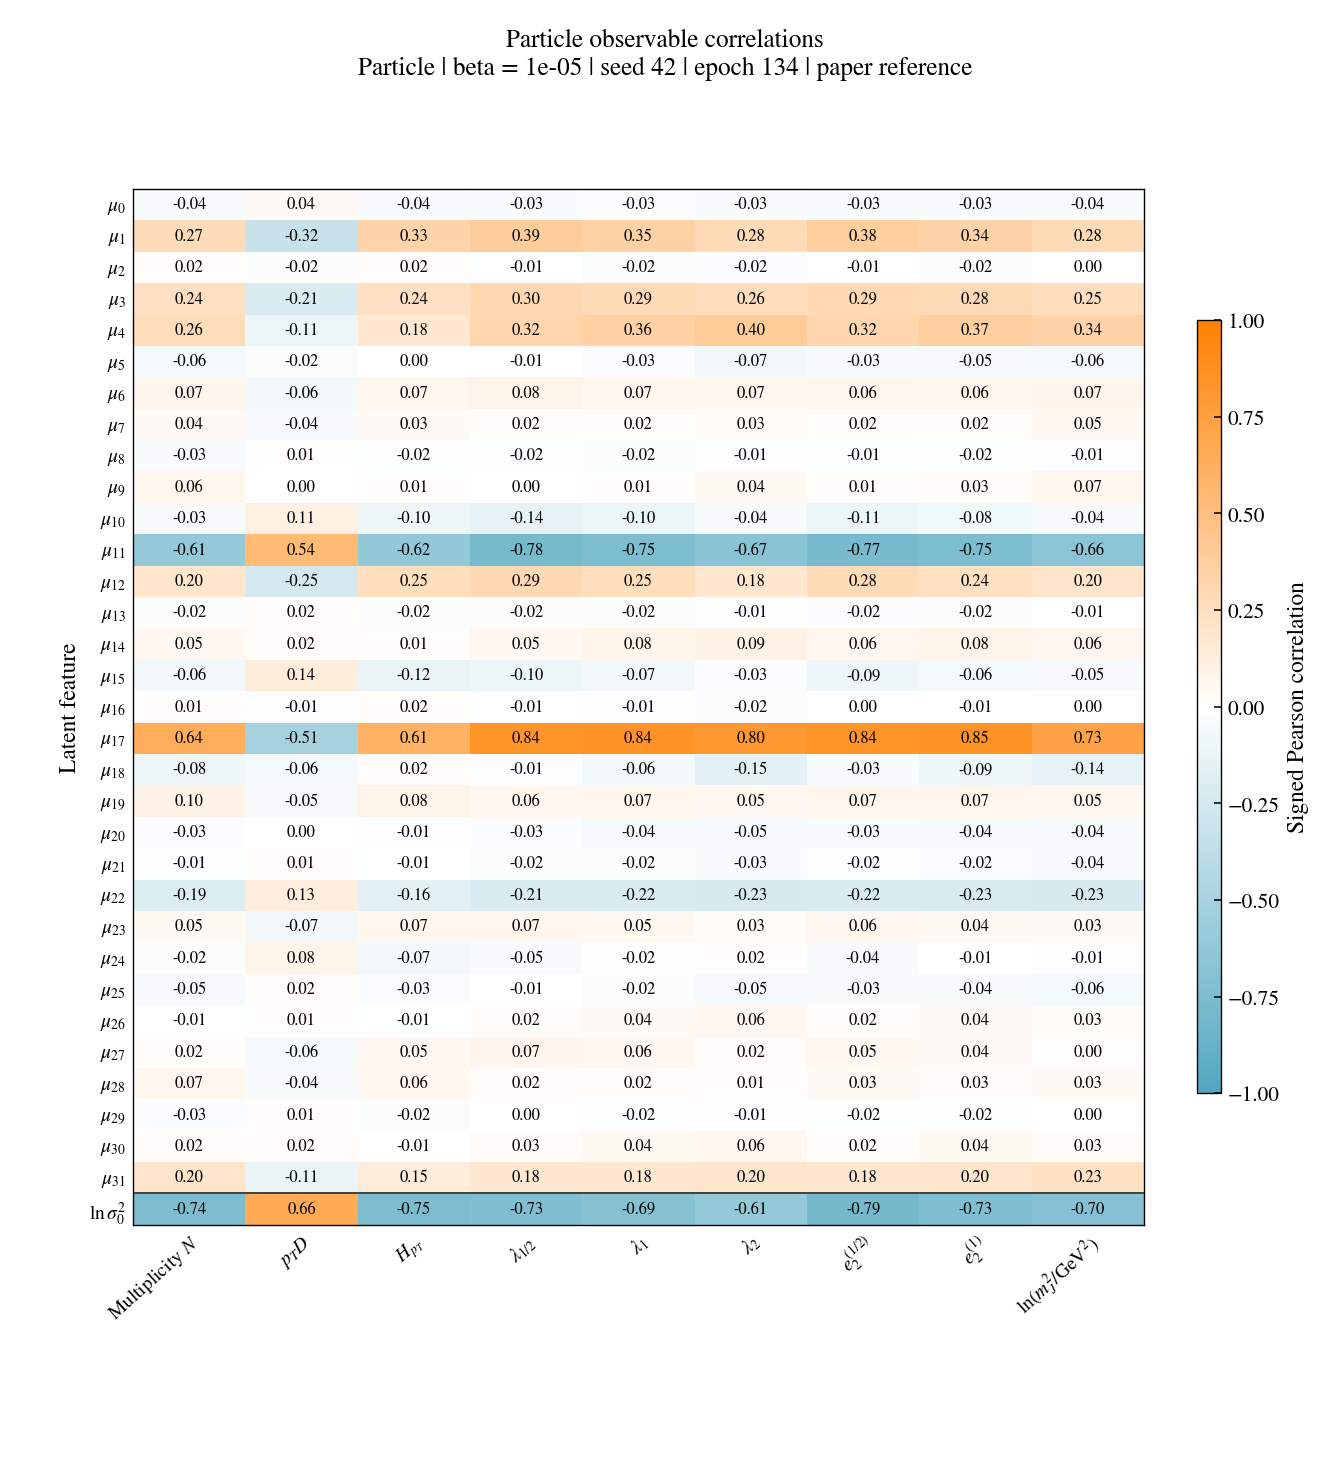 Particle observable correlations
Particle | beta = 1e-05 | seed 42 | epoch 134 | paper reference
μ0 -0.04 0.04 -0.04 -0.03 -0.03 -0.03 -0.03 -0.03 -0.04
μ1 0.27 -0.32 0.33 0.39 0.35 0.28 0.38 0.34 0.28
μ2 0.02 -0.02 0.02 -0.01 -0.02 -0.02 -0.01 -0.02 0.00
μ3 0.24 -0.21 0.24 0.30 0.29 0.26 0.29 0.28 0.25
μ4 0.26 -0.11 0.18 0.32 0.36 0.40 0.32 0.37 0.34
μ5 -0.06 -0.02 0.00 -0.01 -0.03 -0.07 -0.03 -0.05 -0.06
μ6 0.07 -0.06 0.07 0.08 0.07 0.07 0.06 0.06 0.07
μ7 0.04 -0.04 0.03 0.02 0.02 0.03 0.02 0.02 0.05
μ8 -0.03 0.01 -0.02 -0.02 -0.02 -0.01 -0.01 -0.02 -0.01
μ9 0.06 0.00 0.01 0.00 0.01 0.04 0.01 0.03 0.07
μ10 -0.03 0.11 -0.10 -0.14 -0.10 -0.04 -0.11 -0.08 -0.04
μ11 -0.61 0.54 -0.62 -0.78 -0.75 -0.67 -0.77 -0.75 -0.66
μ12 0.20 -0.25 0.25 0.29 0.25 0.18 0.28 0.24 0.20
μ13 -0.02 0.02 -0.02 -0.02 -0.02 -0.01 -0.02 -0.02 -0.01
μ14 0.05 0.02 0.01 0.05 0.08 0.09 0.06 0.08 0.06
μ15 -0.06 0.14 -0.12 -0.10 -0.07 -0.03 -0.09 -0.06 -0.05
μ16 0.01 -0.01 0.02 -0.01 -0.01 -0.02 0.00 -0.01 0.00
μ17 0.64 -0.51 0.61 0.84 0.84 0.80 0.84 0.85 0.73
μ18 -0.08 -0.06 0.02 -0.01 -0.06 -0.15 -0.03 -0.09 -0.14
μ19 0.10 -0.05 0.08 0.06 0.07 0.05 0.07 0.07 0.05
μ20 -0.03 0.00 -0.01 -0.03 -0.04 -0.05 -0.03 -0.04 -0.04
μ21 -0.01 0.01 -0.01 -0.02 -0.02 -0.03 -0.02 -0.02 -0.04
μ22 -0.19 0.13 -0.16 -0.21 -0.22 -0.23 -0.22 -0.23 -0.23
μ23 0.05 -0.07 0.07 0.07 0.05 0.03 0.06 0.04 0.03
μ24 -0.02 0.08 -0.07 -0.05 -0.02 0.02 -0.04 -0.01 -0.01
μ25 -0.05 0.02 -0.03 -0.01 -0.02 -0.05 -0.03 -0.04 -0.06
μ26 -0.01 0.01 -0.01 0.02 0.04 0.06 0.02 0.04 0.03
μ27 0.02 -0.06 0.05 0.07 0.06 0.02 0.05 0.04 0.00
μ28 0.07 -0.04 0.06 0.02 0.02 0.01 0.03 0.03 0.03
μ29 -0.03 0.01 -0.02 0.00 -0.02 -0.01 -0.02 -0.02 0.00
μ30 0.02 0.02 -0.01 0.03 0.04 0.06 0.02 0.04 0.03
μ31 0.20 -0.11 0.15 0.18 0.18 0.20 0.18 0.20 0.23
ln σ0^2 -0.74 0.66 -0.75 -0.73 -0.69 -0.61 -0.79 -0.73 -0.70
Multiplicity N
pTD
HpT
λ1/2
λ1
λ2
e2^(1/2)
e2^(1)
ln(mJ^2/GeV^2)
Latent feature
1.00
0.75
0.50
0.25
0.00
−0.25
−0.50
−0.75
−1.00
Signed Pearson correlation